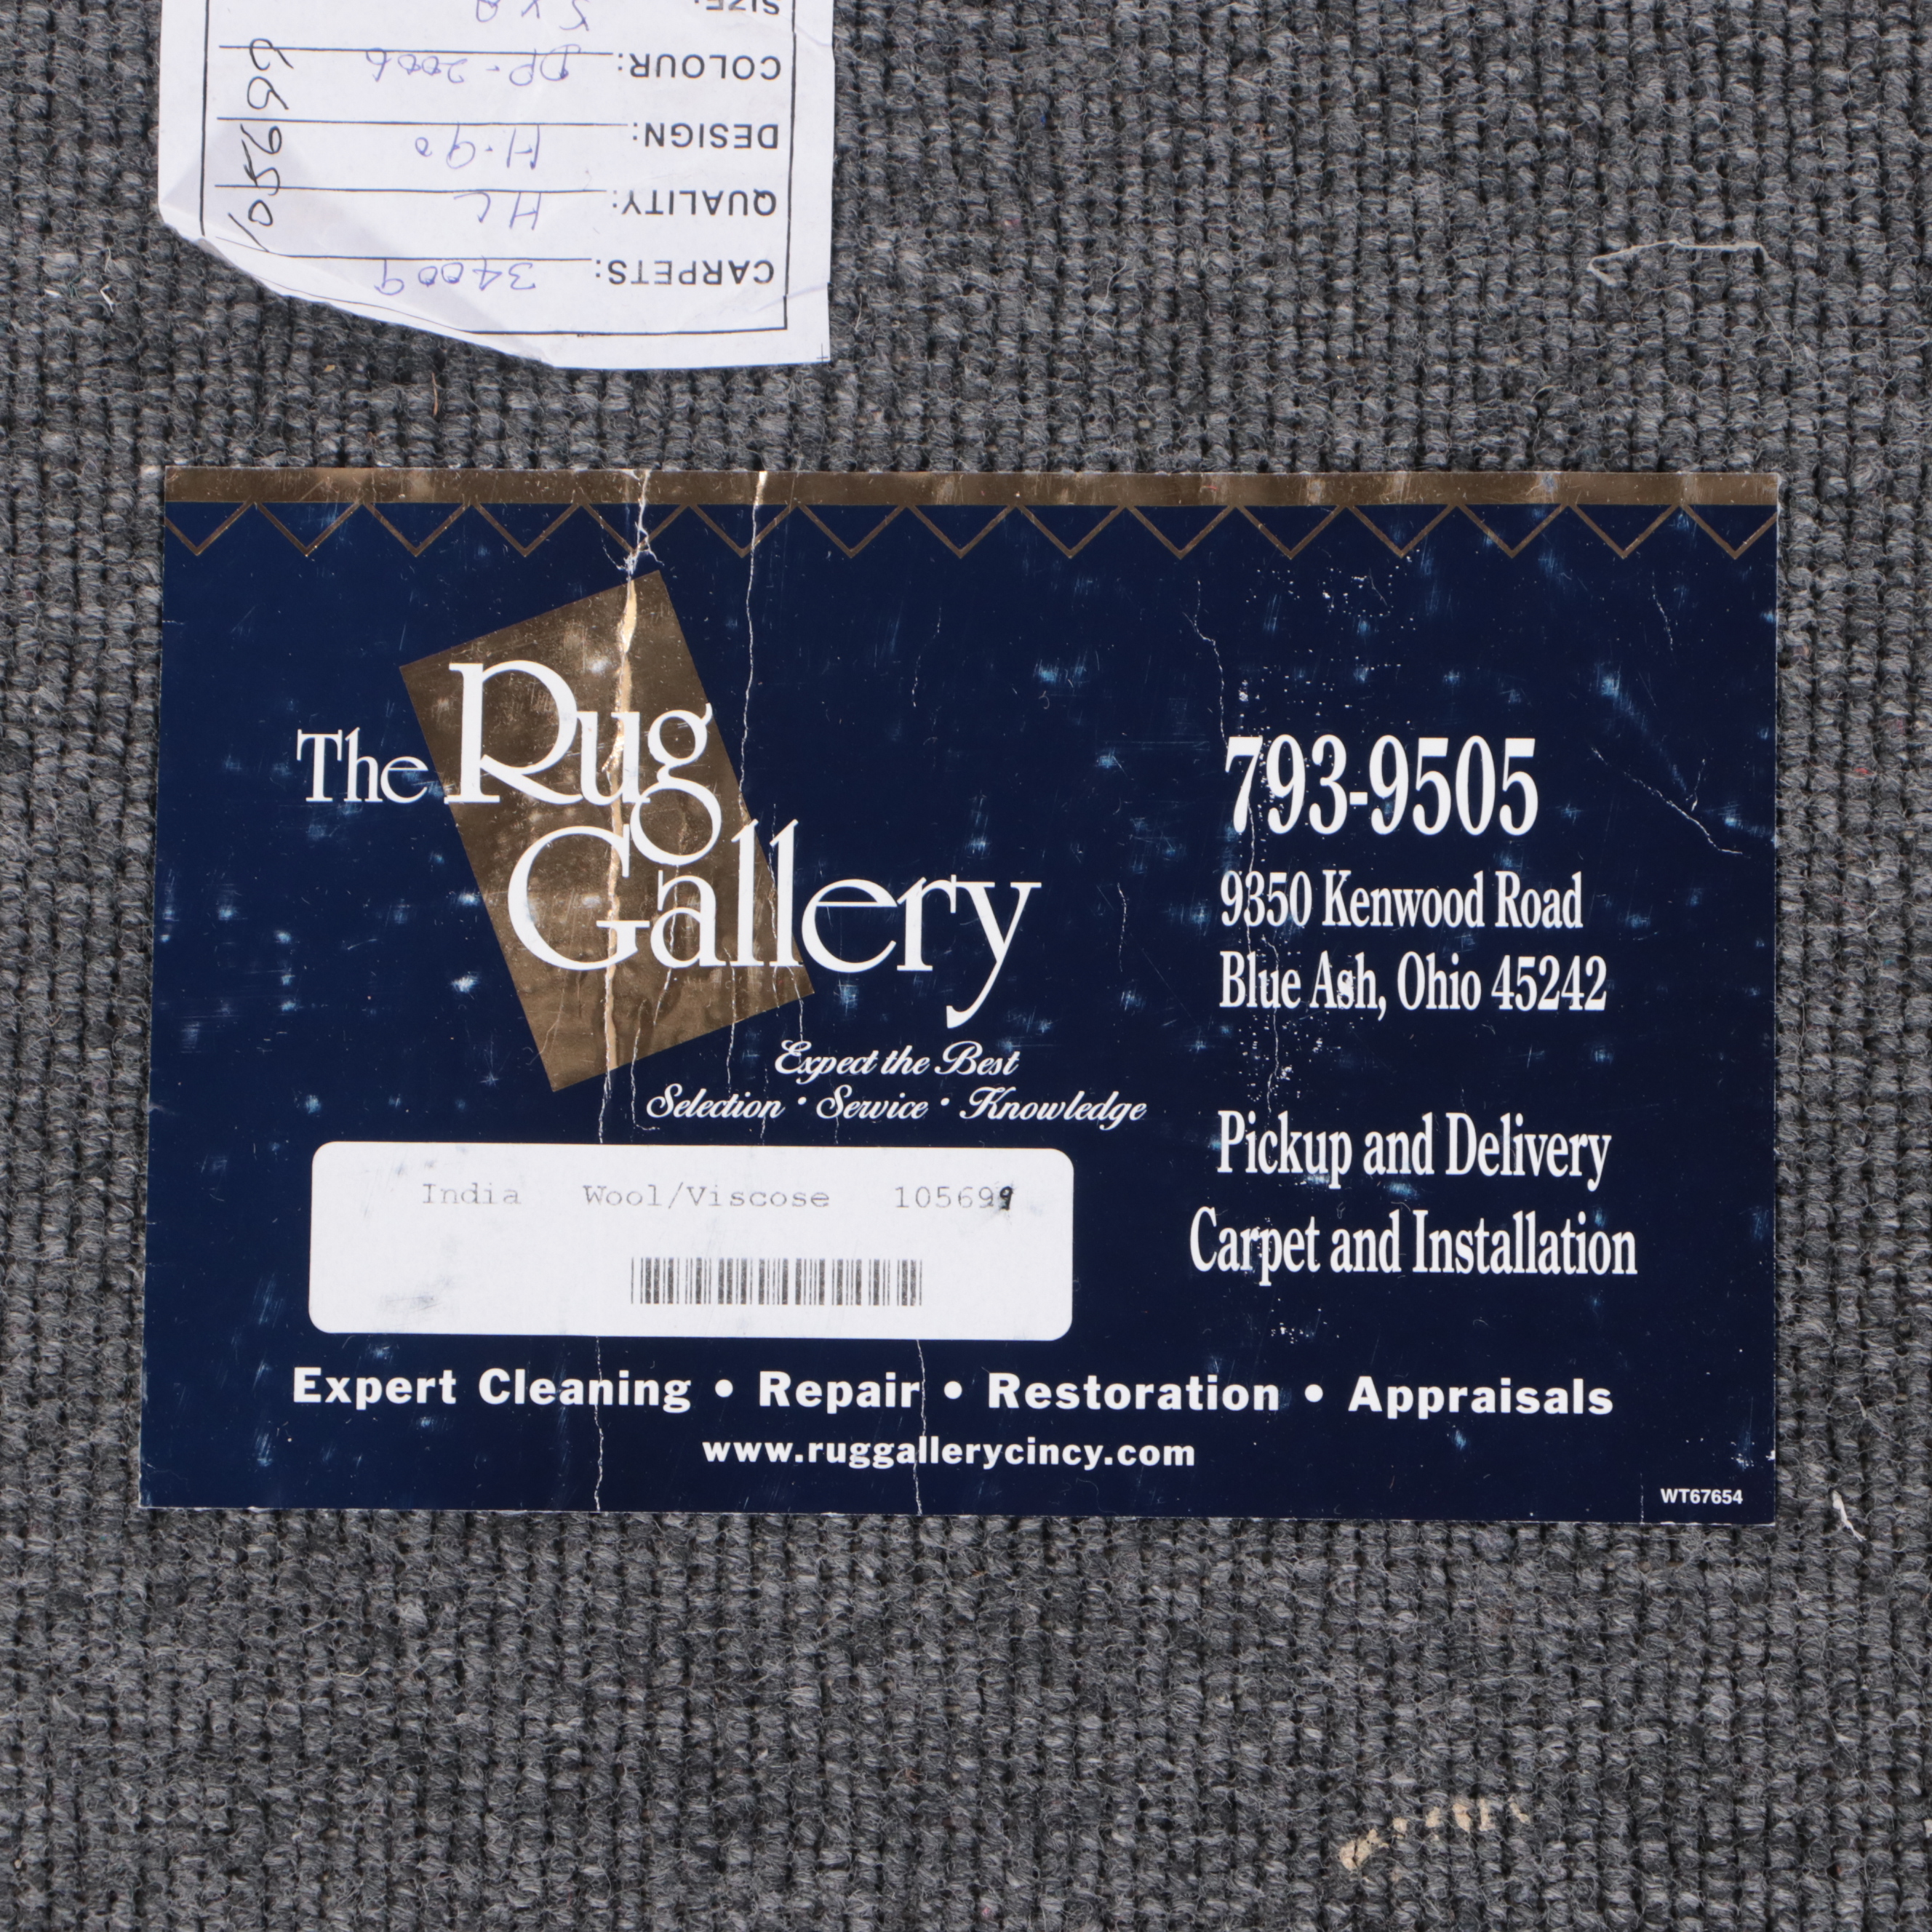 CARPETS: 34009
QUALITY: HC
DESIGN: H-90
COLOUR: DP-2006
SIZE: 5x8
105699
The Rug
Gallery
Expect the Best
Selection • Service • Knowledge
793-9505
9350 Kenwood Road
Blue Ash, Ohio 45242
Pickup and Delivery
Carpet and Installation
India Wool/Viscose 105699
Expert Cleaning • Repair • Restoration • Appraisals
www.ruggallerycincy.com
WT67654